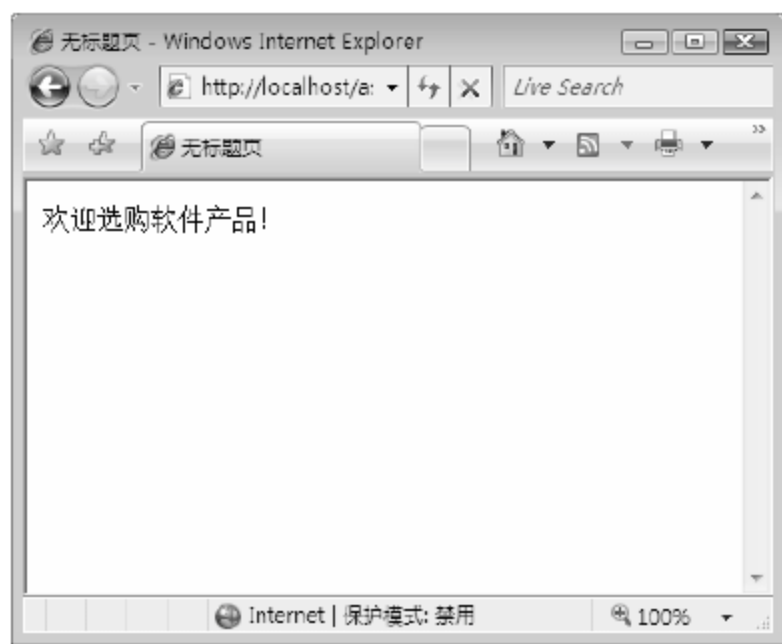 无标题页 - Windows Internet Explorer
http://localhost/a: Live Search
无标题页
欢迎选购软件产品!
Internet | 保护模式: 禁用 100%